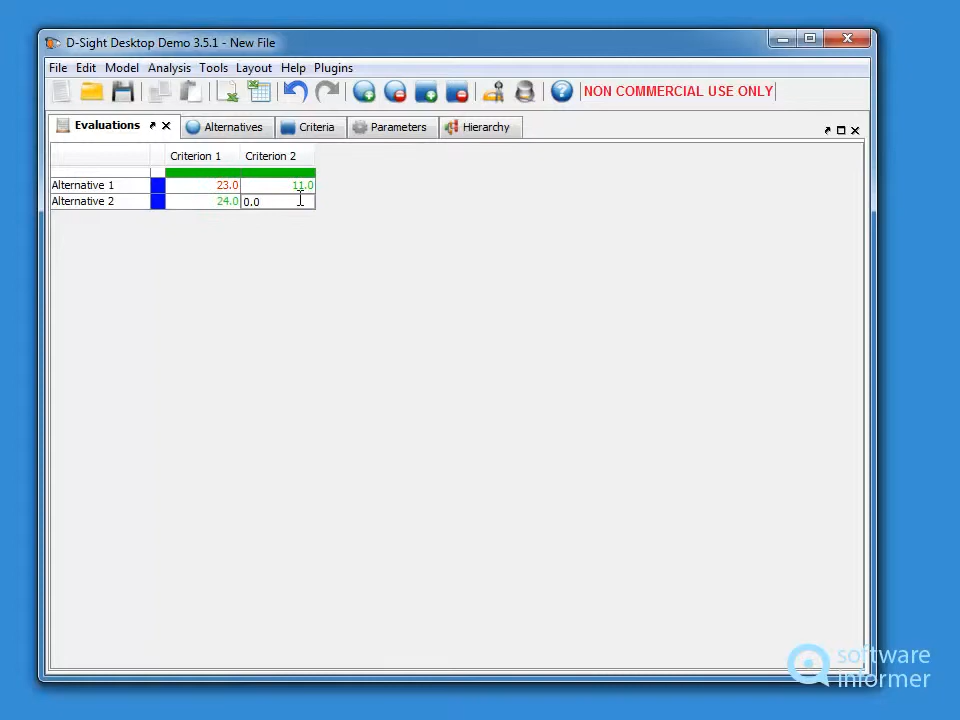 D-Sight Desktop Demo 3.5.1 - New File
File Edit Model Analysis Tools Layout Help Plugins
NON COMMERCIAL USE ONLY
Evaluations Alternatives Criteria Parameters Hierarchy
Criterion 1 Criterion 2
Alternative 1 23.0 11.0
Alternative 2 24.0 0.0
software
informer